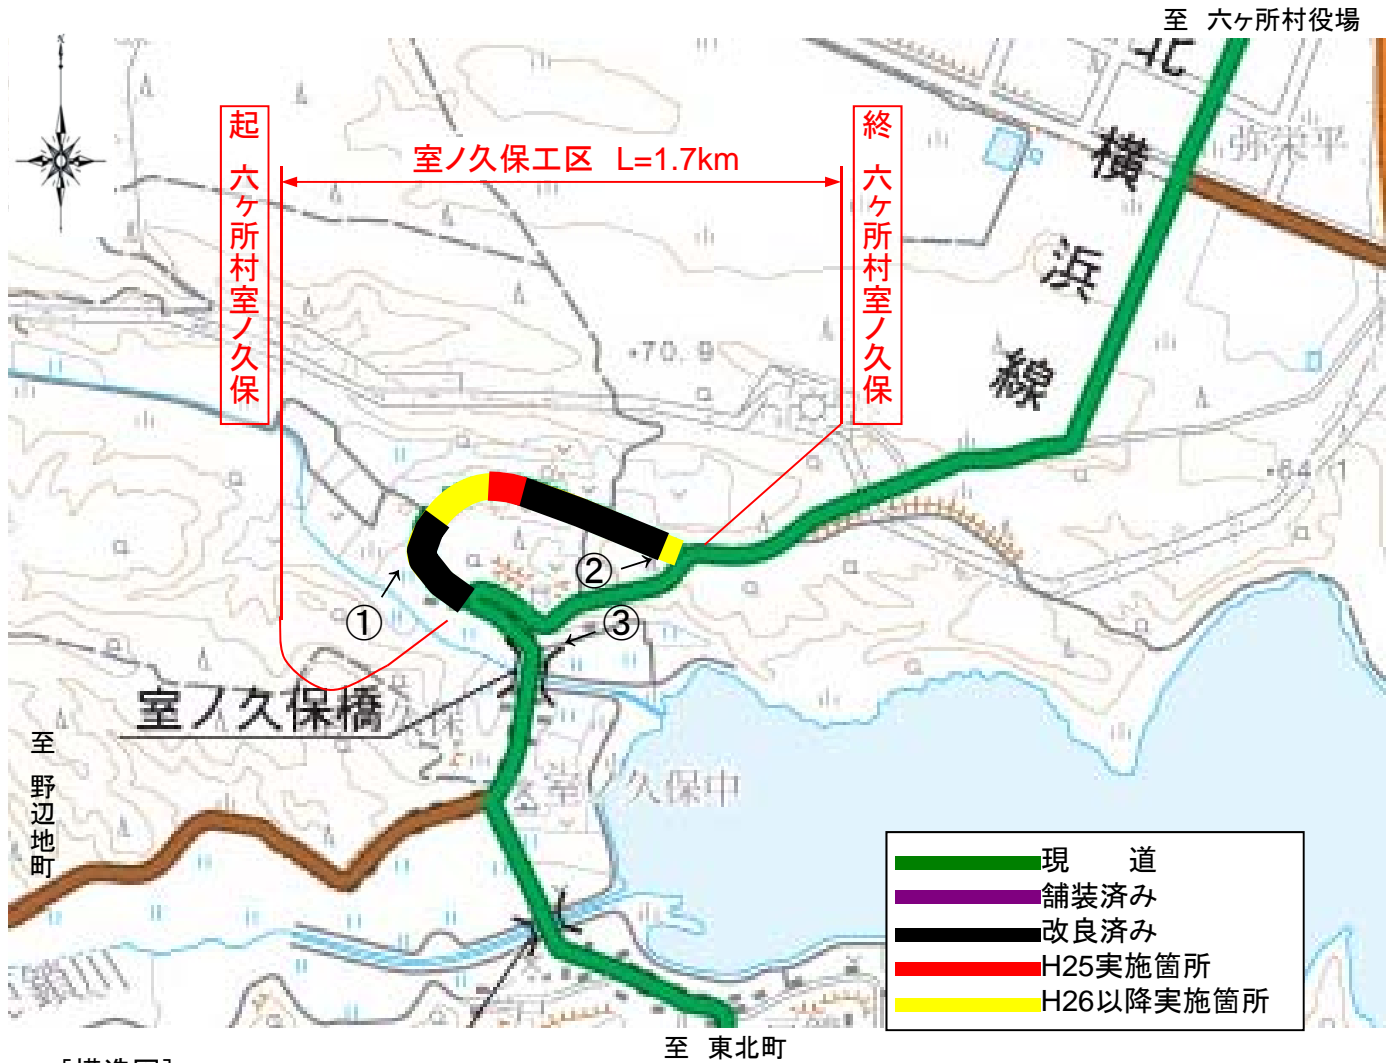 至 六ヶ所村役場
北横浜線
弥栄平
起 六ヶ所村室ノ久保
室ノ久保工区 L=1.7km
終 六ヶ所村室ノ久保
・70.9
①
②
③
室ノ久保橋
室ノ久保中
至 野辺地町
鎖川
現 道
舗装済み
改良済み
H25実施箇所
H26以降実施箇所
至 東北町